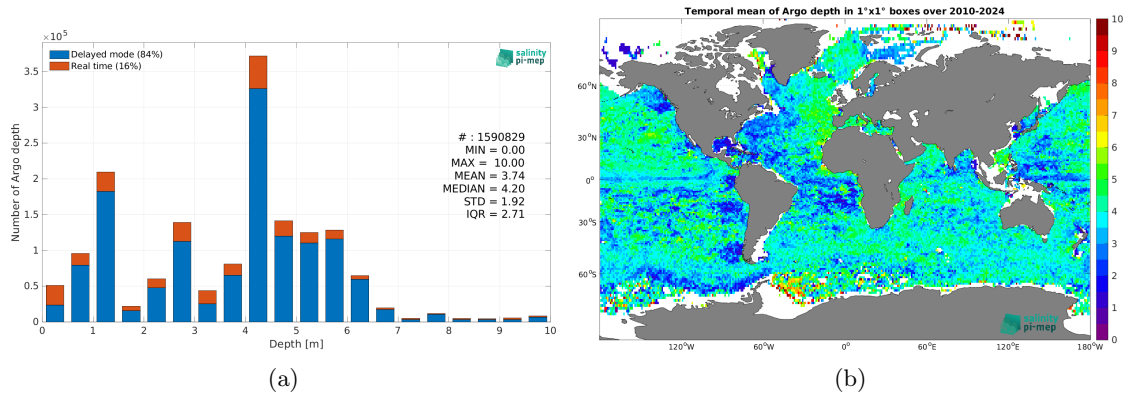 ×10⁵
Delayed mode (84%)
Real time (16%)
salinity
pi-mep
3.5
3
2.5
2
1.5
1
0.5
0
Number of Argo depth
# : 1590829
MIN = 0.00
MAX = 10.00
MEAN = 3.74
MEDIAN = 4.20
STD = 1.92
IQR = 2.71
0 1 2 3 4 5 6 7 8 9 10
Depth [m]
(a)
Temporal mean of Argo depth in 1°x1° boxes over 2010-2024
60°N
30°N
0°
30°S
60°S
120°W 60°W 0° 60°E 120°E 180°W
salinity
pi-mep
10
9
8
7
6
5
4
3
2
1
0
(b)